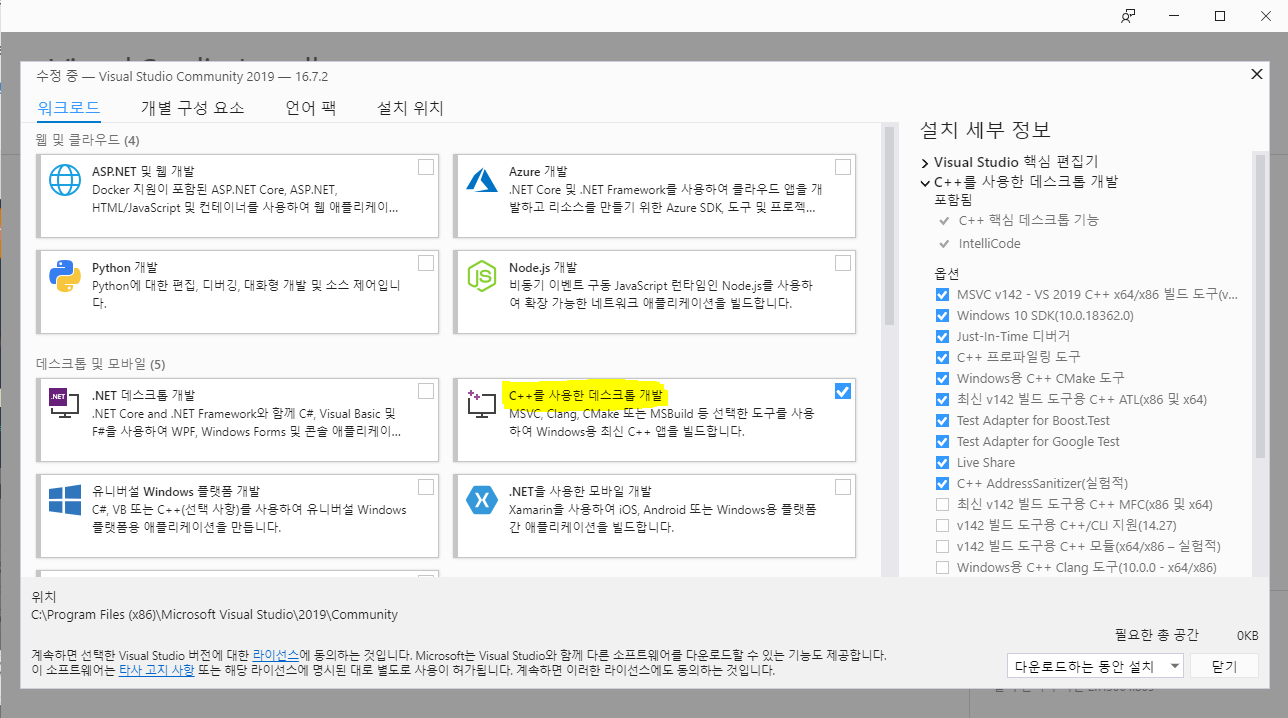 수정 중 — Visual Studio Community 2019 — 16.7.2
워크로드
개별 구성 요소
언어 팩
설치 위치
웹 및 클라우드 (4)
ASP.NET 및 웹 개발
Docker 지원이 포함된 ASP.NET Core, ASP.NET,
HTML/JavaScript 및 컨테이너를 사용하여 웹 애플리케이...
Azure 개발
.NET Core 및 .NET Framework를 사용하여 클라우드 앱을 개
발하고 리소스를 만들기 위한 Azure SDK, 도구 및 프로젝...
Python 개발
Python에 대한 편집, 디버깅, 대화형 개발 및 소스 제어입니
다.
Node.js 개발
비동기 이벤트 구동 JavaScript 런타임인 Node.js를 사용하
여 확장 가능한 네트워크 애플리케이션을 빌드합니다.
데스크톱 및 모바일 (5)
.NET
.NET 데스크톱 개발
.NET Core and .NET Framework와 함께 C#, Visual Basic 및
F#을 사용하여 WPF, Windows Forms 및 콘솔 애플리케이...
C++를 사용한 데스크톱 개발
MSVC, Clang, CMake 또는 MSBuild 등 선택한 도구를 사용
하여 Windows용 최신 C++ 앱을 빌드합니다.
유니버설 Windows 플랫폼 개발
C#, VB 또는 C++(선택 사항)를 사용하여 유니버설 Windows
플랫폼용 애플리케이션을 만듭니다.
.NET을 사용한 모바일 개발
Xamarin을 사용하여 iOS, Android 또는 Windows용 플랫폼
간 애플리케이션을 빌드합니다.
설치 세부 정보
Visual Studio 핵심 편집기
C++를 사용한 데스크톱 개발
포함됨
C++ 핵심 데스크톱 기능
IntelliCode
옵션
MSVC v142 - VS 2019 C++ x64/x86 빌드 도구(v...
Windows 10 SDK(10.0.18362.0)
Just-In-Time 디버거
C++ 프로파일링 도구
Windows용 C++ CMake 도구
최신 v142 빌드 도구용 C++ ATL(x86 및 x64)
Test Adapter for Boost.Test
Test Adapter for Google Test
Live Share
C++ AddressSanitizer(실험적)
최신 v142 빌드 도구용 C++ MFC(x86 및 x64)
v142 빌드 도구용 C++/CLI 지원(14.27)
v142 빌드 도구용 C++ 모듈(x64/x86 – 실험적)
Windows용 C++ Clang 도구(10.0.0 - x64/x86)
위치
C:\Program Files (x86)\Microsoft Visual Studio\2019\Community
계속하면 선택한 Visual Studio 버전에 대한 라이선스에 동의하는 것입니다. Microsoft는 Visual Studio와 함께 다른 소프트웨어를 다운로드할 수 있는 기능도 제공합니다.
이 소프트웨어는 타사 고지 사항 또는 해당 라이선스에 명시된 대로 별도로 사용이 허가됩니다. 계속하면 이러한 라이선스에도 동의하는 것입니다.
필요한 총 공간 0KB
다운로드하는 동안 설치
닫기